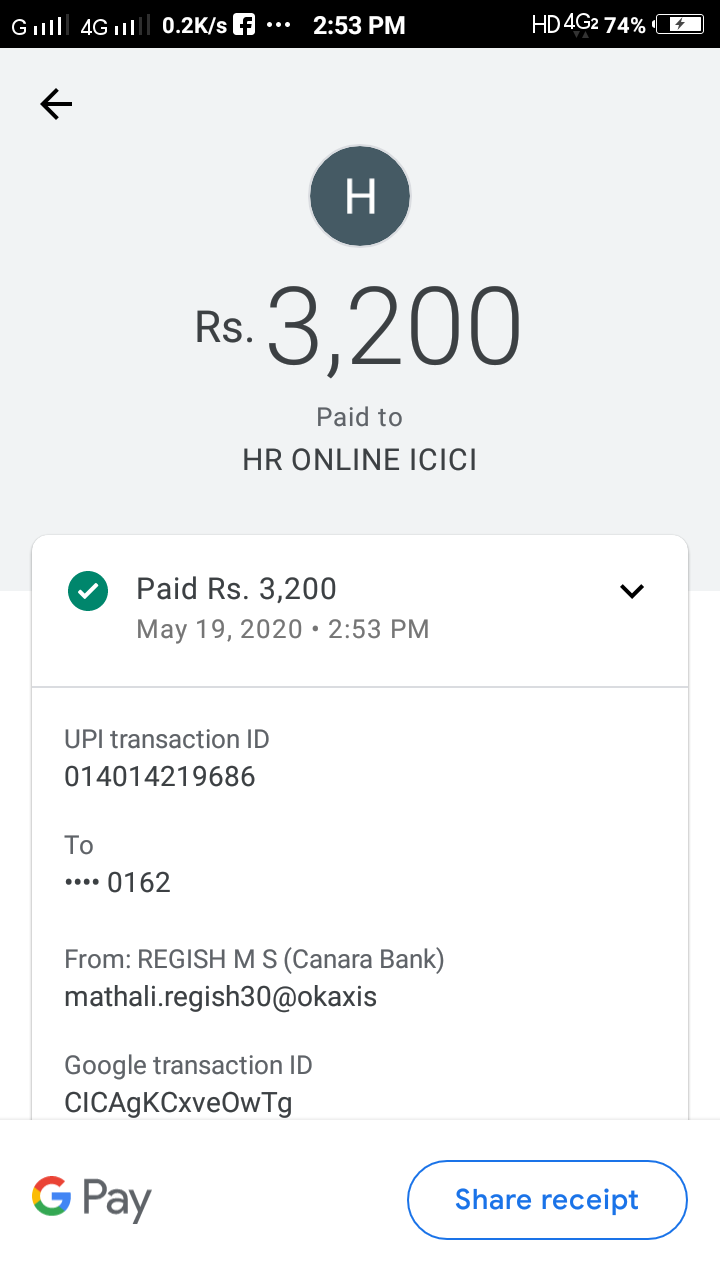 G 4G 0.2K/s ••• 2:53 PM HD 4G2 74%
H
Rs. 3,200
Paid to
HR ONLINE ICICI
Paid Rs. 3,200
May 19, 2020 • 2:53 PM
UPI transaction ID
014014219686
To
•••• 0162
From: REGISH M S (Canara Bank)
mathali.regish30@okaxis
Google transaction ID
CICAgKCxveOwTg
G Pay
Share receipt